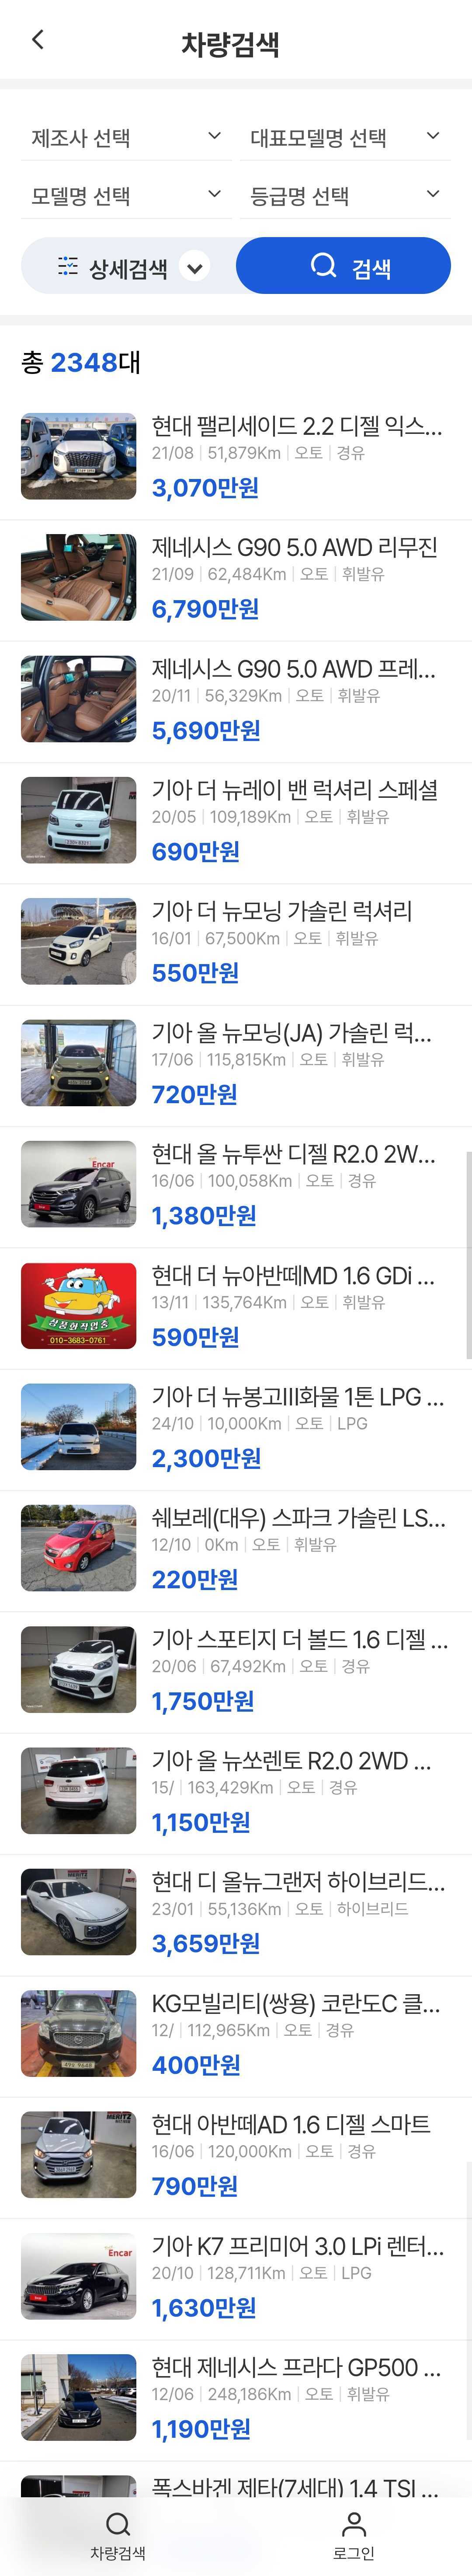 차량검색
제조사 선택
대표모델명 선택
모델명 선택
등급명 선택
상세검색
검색
총 2348대
현대 팰리세이드 2.2 디젤 익스...
21/08 | 51,879Km | 오토 | 경유
3,070만원
제네시스 G90 5.0 AWD 리무진
21/09 | 62,484Km | 오토 | 휘발유
6,790만원
제네시스 G90 5.0 AWD 프레...
20/11 | 56,329Km | 오토 | 휘발유
5,690만원
기아 더 뉴레이 밴 럭셔리 스페셜
20/05 | 109,189Km | 오토 | 휘발유
690만원
기아 더 뉴모닝 가솔린 럭셔리
16/01 | 67,500Km | 오토 | 휘발유
550만원
기아 올 뉴모닝(JA) 가솔린 럭...
17/06 | 115,815Km | 오토 | 휘발유
720만원
Encar
현대 올 뉴투싼 디젤 R2.0 2W...
16/06 | 100,058Km | 오토 | 경유
1,380만원
상품화작업중
010-3683-0761
현대 더 뉴아반떼MD 1.6 GDi ...
13/11 | 135,764Km | 오토 | 휘발유
590만원
기아 더 뉴봉고III화물 1톤 LPG ...
24/10 | 10,000Km | 오토 | LPG
2,300만원
쉐보레(대우) 스파크 가솔린 LS...
12/10 | 0Km | 오토 | 휘발유
220만원
기아 스포티지 더 볼드 1.6 디젤 ...
20/06 | 67,492Km | 오토 | 경유
1,750만원
기아 올 뉴쏘렌토 R2.0 2WD ...
15/ | 163,429Km | 오토 | 경유
1,150만원
현대 디 올뉴그랜저 하이브리드...
23/01 | 55,136Km | 오토 | 하이브리드
3,659만원
KG모빌리티(쌍용) 코란도C 클...
12/ | 112,965Km | 오토 | 경유
400만원
MERITZ
현대 아반떼AD 1.6 디젤 스마트
16/06 | 120,000Km | 오토 | 경유
790만원
Encar
기아 K7 프리미어 3.0 LPi 렌터...
20/10 | 128,711Km | 오토 | LPG
1,630만원
현대 제네시스 프라다 GP500 ...
12/06 | 248,186Km | 오토 | 휘발유
1,190만원
폭스바겐 제타(7세대) 1.4 TSI ...
차량검색
로그인